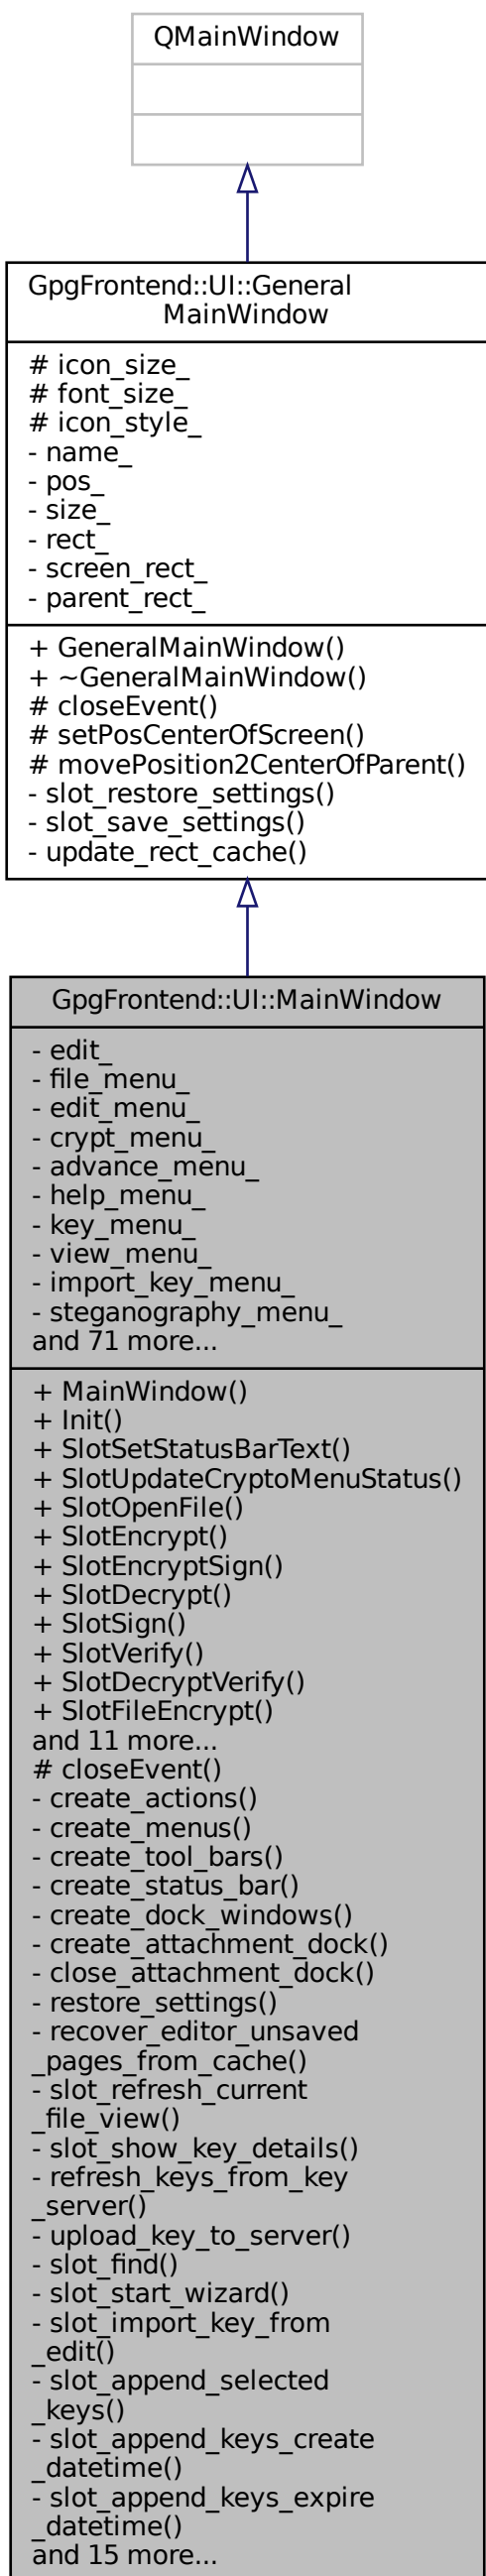 QMainWindow
GpgFrontend::UI::General
MainWindow
# icon_size_
# font_size_
# icon_style_
- name_
- pos_
- size_
- rect_
- screen_rect_
- parent_rect_
+ GeneralMainWindow()
+ ~GeneralMainWindow()
# closeEvent()
# setPosCenterOfScreen()
# movePosition2CenterOfParent()
- slot_restore_settings()
- slot_save_settings()
- update_rect_cache()
GpgFrontend::UI::MainWindow
- edit_
- file_menu_
- edit_menu_
- crypt_menu_
- advance_menu_
- help_menu_
- key_menu_
- view_menu_
- import_key_menu_
- steganography_menu_
and 71 more...
+ MainWindow()
+ Init()
+ SlotSetStatusBarText()
+ SlotUpdateCryptoMenuStatus()
+ SlotOpenFile()
+ SlotEncrypt()
+ SlotEncryptSign()
+ SlotDecrypt()
+ SlotSign()
+ SlotVerify()
+ SlotDecryptVerify()
+ SlotFileEncrypt()
and 11 more...
# closeEvent()
- create_actions()
- create_menus()
- create_tool_bars()
- create_status_bar()
- create_dock_windows()
- create_attachment_dock()
- close_attachment_dock()
- restore_settings()
- recover_editor_unsaved
_pages_from_cache()
- slot_refresh_current
_file_view()
- slot_show_key_details()
- refresh_keys_from_key
_server()
- upload_key_to_server()
- slot_find()
- slot_start_wizard()
- slot_import_key_from
_edit()
- slot_append_selected
_keys()
- slot_append_keys_create
_datetime()
- slot_append_keys_expire
_datetime()
and 15 more...